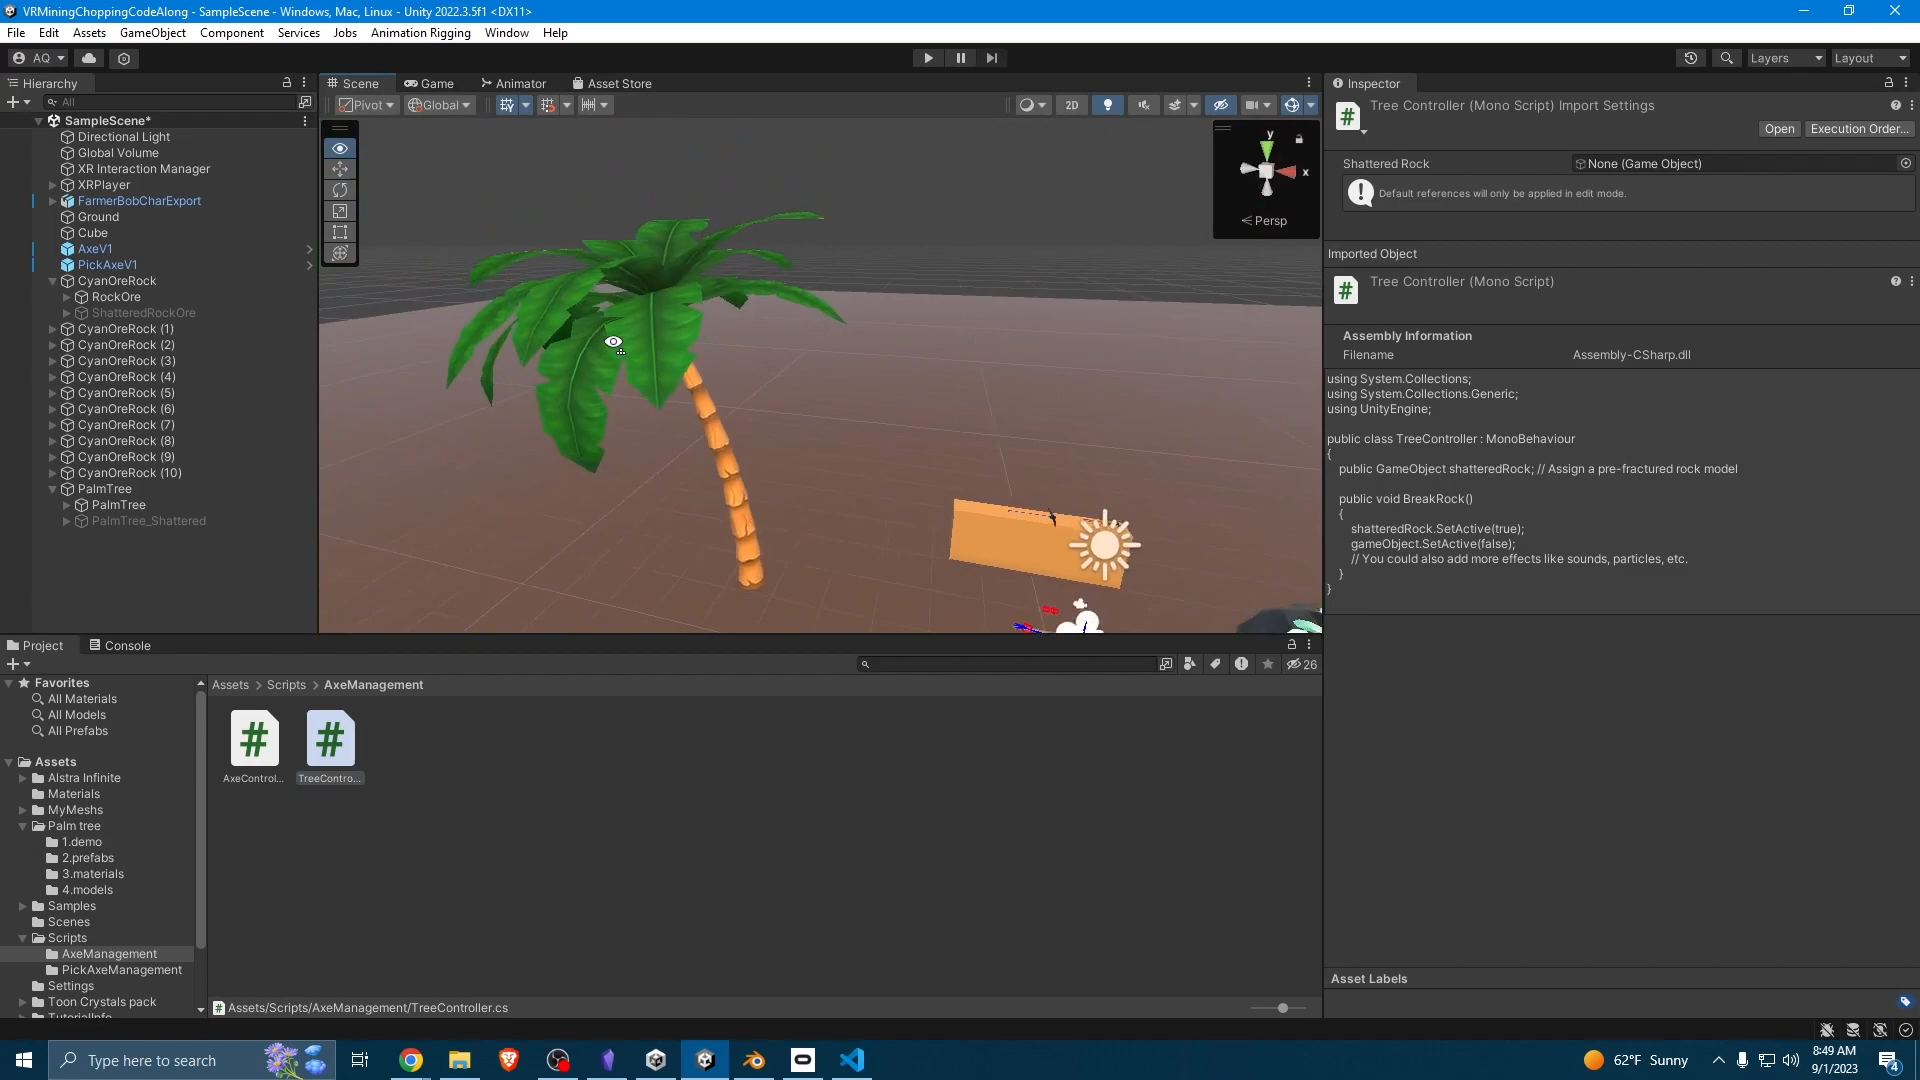 VRMiningChoppingCodeAlong - SampleScene - Windows, Mac, Linux - Unity 2022.3.5f1 <DX11>
File Edit Assets GameObject Component Services Jobs Animation Rigging Window Help
AQ
Layers Layout
Hierarchy
All
SampleScene*
Directional Light
Global Volume
XR Interaction Manager
XRPlayer
FarmerBobCharExport
Ground
Cube
AxeV1
PickAxeV1
CyanOreRock
RockOre
ShatteredRockOre
CyanOreRock (1)
CyanOreRock (2)
CyanOreRock (3)
CyanOreRock (4)
CyanOreRock (5)
CyanOreRock (6)
CyanOreRock (7)
CyanOreRock (8)
CyanOreRock (9)
CyanOreRock (10)
PalmTree
PalmTree
PalmTree_Shattered
Scene Game Animator Asset Store
Pivot Global 2D
y
x
< Persp
Inspector
Tree Controller (Mono Script) Import Settings
Open Execution Order...
Shattered Rock None (Game Object)
Default references will only be applied in edit mode.
Imported Object
Tree Controller (Mono Script)
Assembly Information
Filename Assembly-CSharp.dll
using System.Collections;
using System.Collections.Generic;
using UnityEngine;
public class TreeController : MonoBehaviour
{
public GameObject shatteredRock; // Assign a pre-fractured rock model
public void BreakRock()
{
shatteredRock.SetActive(true);
gameObject.SetActive(false);
// You could also add more effects like sounds, particles, etc.
}
}
Asset Labels
Project Console
26
Favorites
All Materials
All Models
All Prefabs
Assets
Alstra Infinite
Materials
MyMeshs
Palm tree
1.demo
2.prefabs
3.materials
4.models
Samples
Scenes
Scripts
AxeManagement
PickAxeManagement
Settings
Toon Crystals pack
TutorialInfo
Assets > Scripts > AxeManagement
AxeControl... TreeContro...
Assets/Scripts/AxeManagement/TreeController.cs
Type here to search
62°F Sunny
8:49 AM
9/1/2023
4